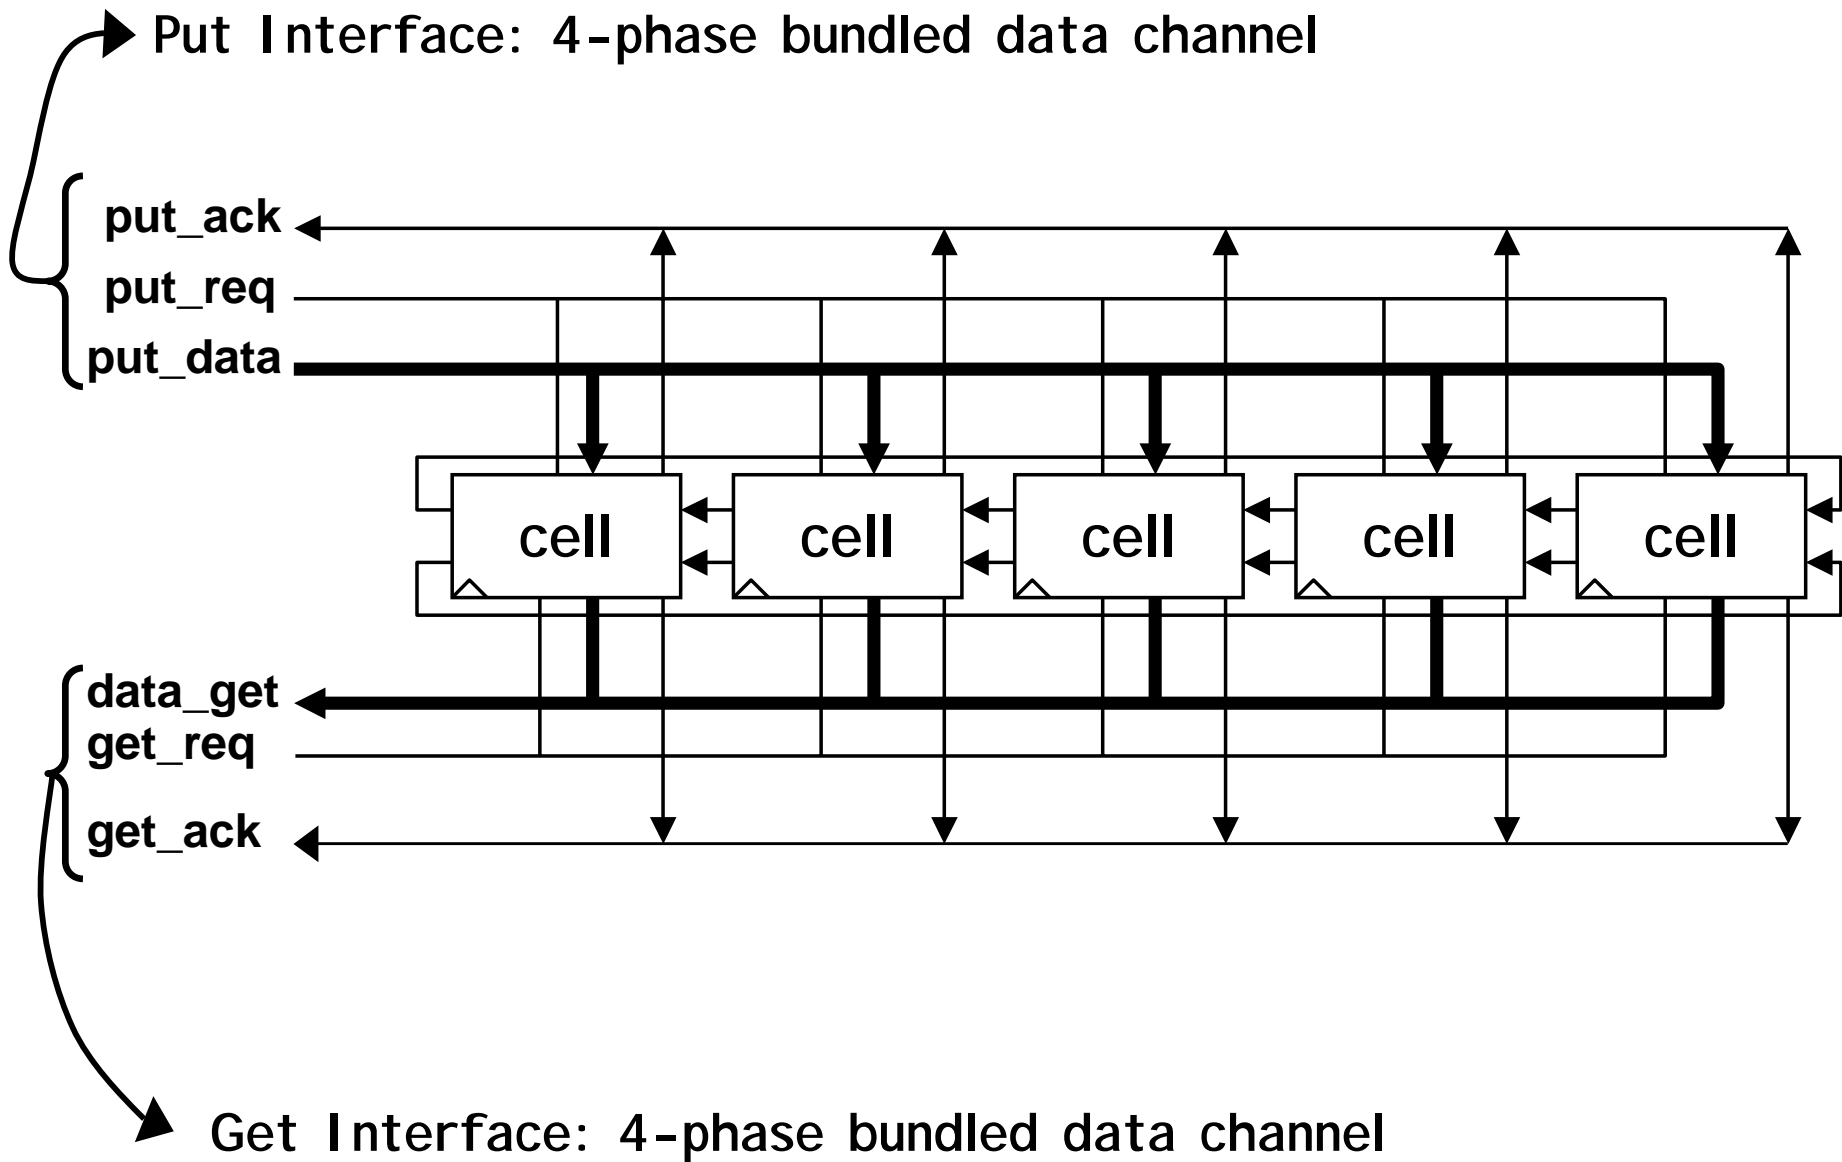 Put Interface: 4-phase bundled data channel
put_ack
put_req
put_data
cell cell cell cell cell
data_get
get_req
get_ack
Get Interface: 4-phase bundled data channel